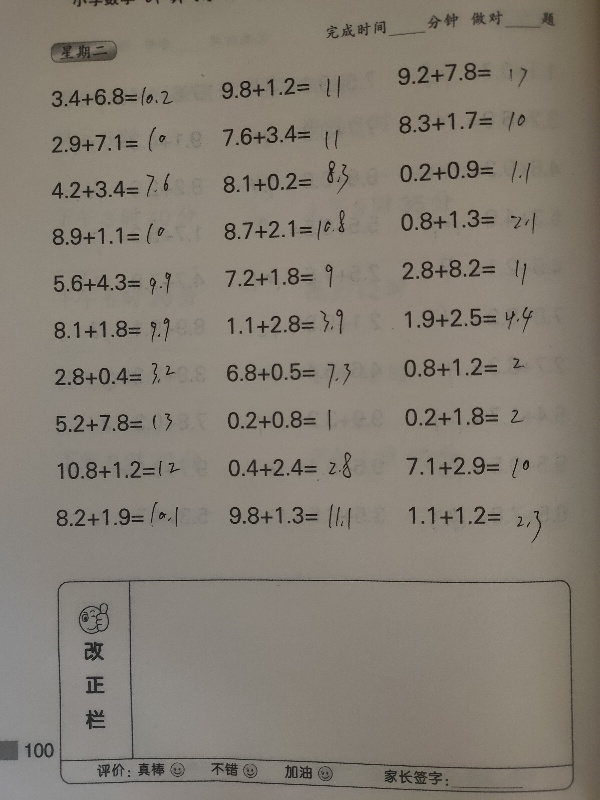 完成时间____分钟 做对____题
星期二
3.4+6.8=10.2 9.8+1.2= 11 9.2+7.8= 17
2.9+7.1= 10 7.6+3.4= 11 8.3+1.7= 10
4.2+3.4= 7.6 8.1+0.2= 8.3 0.2+0.9= 1.1
8.9+1.1= 10 8.7+2.1= 10.8 0.8+1.3= 2.1
5.6+4.3= 9.9 7.2+1.8= 9 2.8+8.2= 11
8.1+1.8= 9.9 1.1+2.8= 3.9 1.9+2.5= 4.4
2.8+0.4= 3.2 6.8+0.5= 7.3 0.8+1.2= 2
5.2+7.8= 13 0.2+0.8= 1 0.2+1.8= 2
10.8+1.2=12 0.4+2.4= 2.8 7.1+2.9= 10
8.2+1.9= 10.1 9.8+1.3= 11.1 1.1+1.2= 2.3
改正栏
100
评价: 真棒 不错 加油 家长签字:________